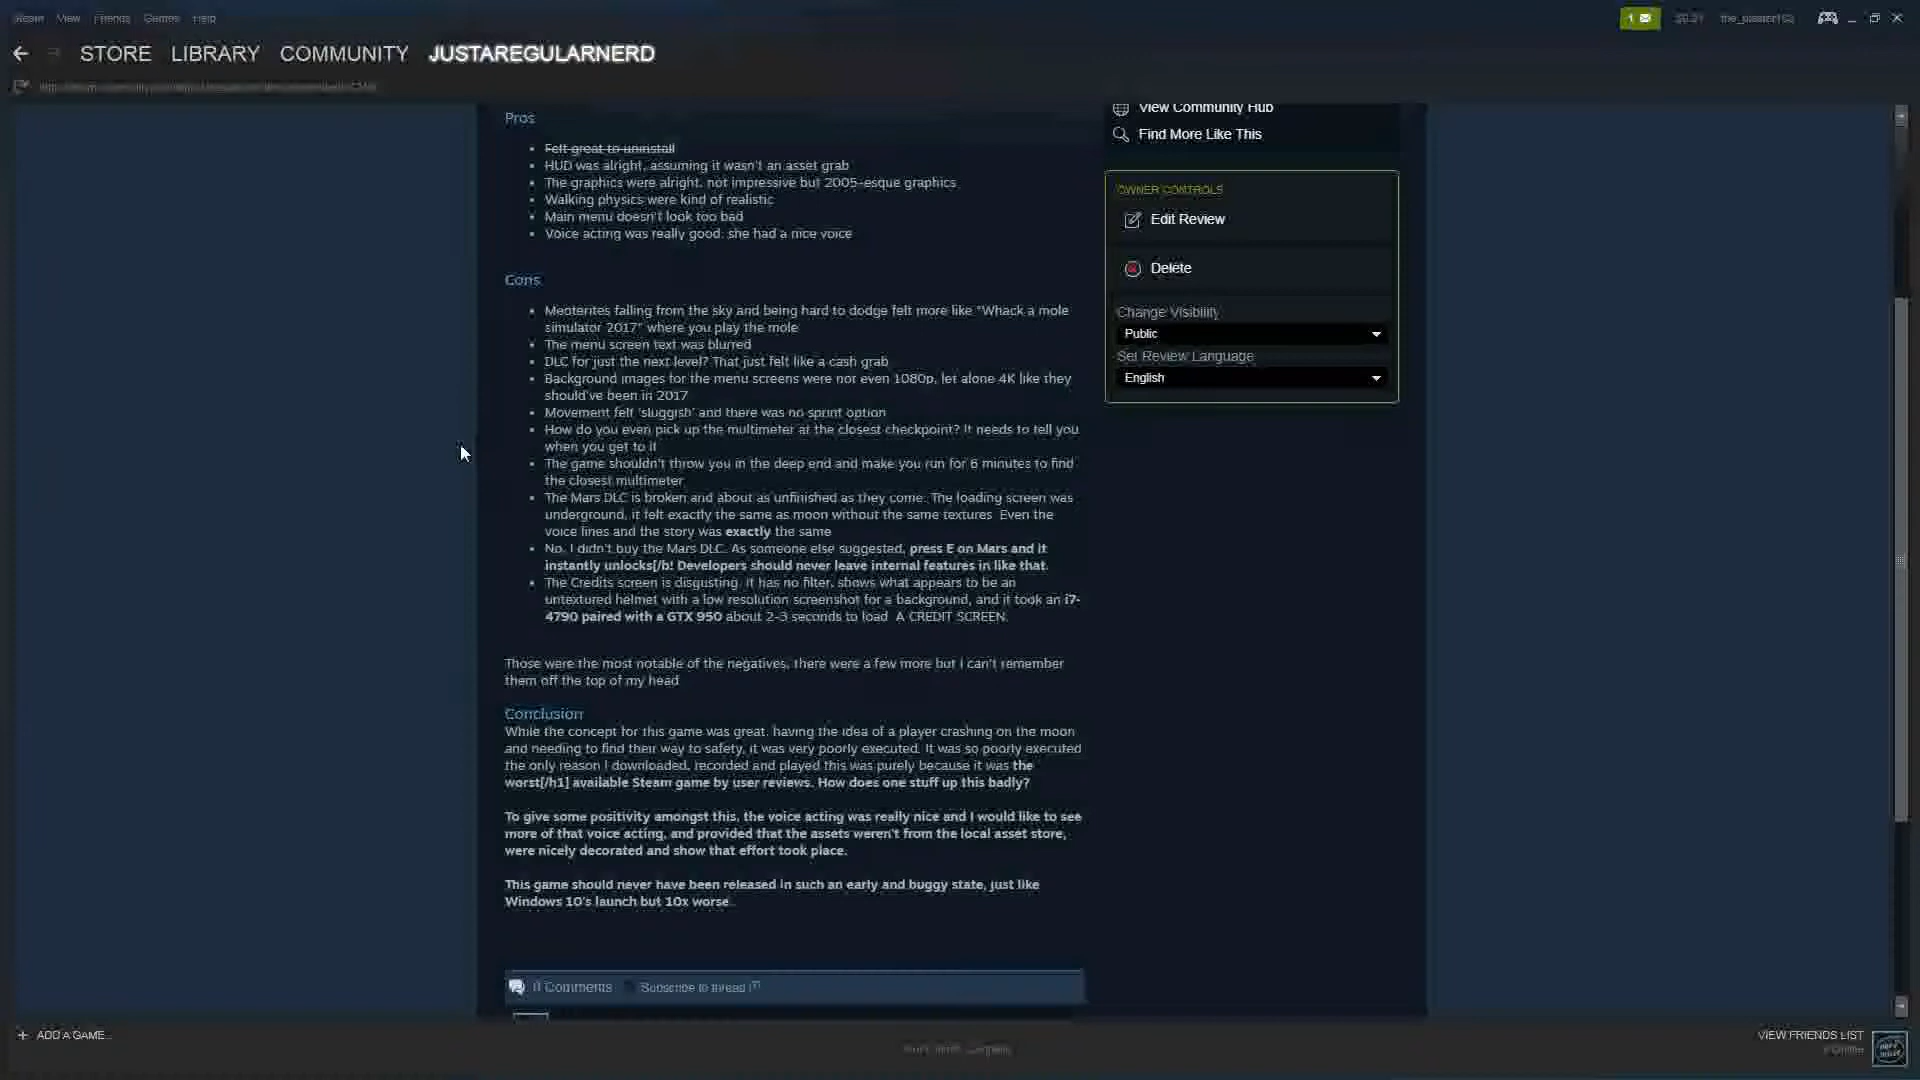 Steam View Friends Games Help
1
STORE LIBRARY COMMUNITY JUSTAREGULARNERD
Pros
Felt great to uninstall
HUD was alright, assuming it wasn't an asset grab
The graphics were alright, not impressive but 2005-esque graphics
Walking physics were kind of realistic
Main menu doesn't look too bad
Voice acting was really good, she had a nice voice
Cons
Meoterites falling from the sky and being hard to dodge felt more like "Whack a mole
simulator 2017" where you play the mole
The menu screen text was blurred
DLC for just the next level? That just felt like a cash grab
Background images for the menu screens were not even 1080p, let alone 4K like they
should've been in 2017
Movement felt 'sluggish' and there was no sprint option
How do you even pick up the multimeter at the closest checkpoint? It needs to tell you
when you get to it
The game shouldn't throw you in the deep end and make you run for 6 minutes to find
the closest multimeter
The Mars DLC is broken and about as unfinished as they come. The loading screen was
underground, it felt exactly the same as moon without the same textures. Even the
voice lines and the story was exactly the same
No, I didn't buy the Mars DLC. As someone else suggested, press E on Mars and it
instantly unlocks[/b! Developers should never leave internal features in like that.
The Credits screen is disgusting. It has no filter, shows what appears to be an
untextured helmet with a low resolution screenshot for a background, and it took an i7-
4790 paired with a GTX 950 about 2-3 seconds to load. A CREDIT SCREEN.
Those were the most notable of the negatives, there were a few more but I can't remember
them off the top of my head
Conclusion
While the concept for this game was great, having the idea of a player crashing on the moon
and needing to find their way to safety, it was very poorly executed. It was so poorly executed
the only reason I downloaded, recorded and played this was purely because it was the
worst[/h1] available Steam game by user reviews. How does one stuff up this badly?
To give some positivity amongst this, the voice acting was really nice and I would like to see
more of that voice acting, and provided that the assets weren't from the local asset store,
were nicely decorated and show that effort took place.
This game should never have been released in such an early and buggy state, just like
Windows 10's launch but 10x worse.
0 Comments Subscribe to thread (?)
View Community Hub
Find More Like This
OWNER CONTROLS
Edit Review
Delete
Change Visibility
Public
Set Review Language
English
+ ADD A GAME...
VIEW FRIENDS LIST
Online